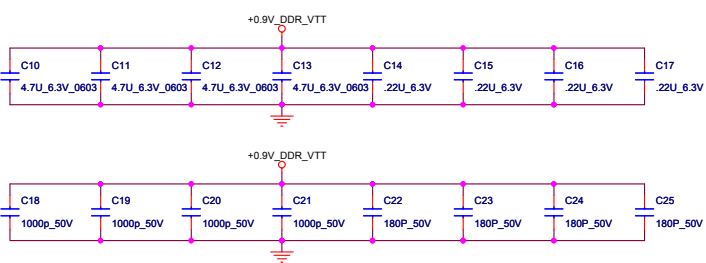 +0.9V_DDR_VTT
C10 C11 C12 C13 C14 C15 C16 C17
4.7U_6.3V_0603 4.7U_6.3V_0603 4.7U_6.3V_0603 4.7U_6.3V_0603 .22U_6.3V .22U_6.3V .22U_6.3V .22U_6.3V
+0.9V_DDR_VTT
C18 C19 C20 C21 C22 C23 C24 C25
1000p_50V 1000p_50V 1000p_50V 1000p_50V 180P_50V 180P_50V 180P_50V 180P_50V